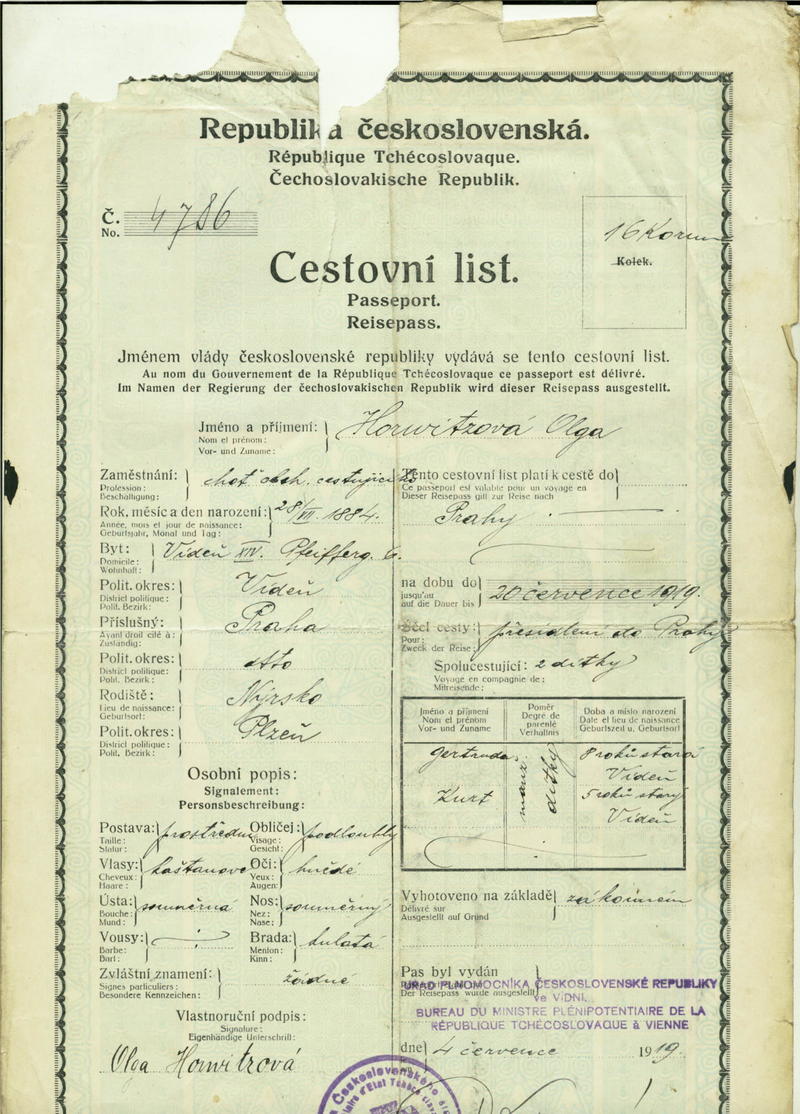 Republika československá.
République Tchécoslovaque.
Čechoslovakische Republik.
Č. 4786
No.
16 Korun
Kolek.
Cestovní list.
Passeport.
Reisepass.
Jménem vlády československé republiky vydává se tento cestovní list.
Au nom du Gouvernement de la République Tchécoslovaque ce passeport est délivré.
Im Namen der Regierung der čechoslovakischen Republik wird dieser Reisepass ausgestellt.
Jméno a příjmení: Horwitzová Olga
Nom et prénom:
Vor- und Zuname:
Zaměstnání: choť obch. cestujícího
Profession:
Beschäftigung:
Rok, měsíc a den narození: 28/VII. 1884.
Année, mois et jour de naissance:
Geburtsjahr, Monat und Tag:
Byt: Vídeň XIV. Pfeifferg. 6.
Domicile:
Wohnhaft:
Polit. okres: Vídeň
District politique:
Polit. Bezirk:
Příslušný: Praha
Ayant droit cité à:
Zuständig:
Polit. okres: dtto
District politique:
Polit. Bezirk:
Rodiště: Nýrsko
Lieu de naissance:
Geburtsort:
Polit. okres: Plzeň
District politique:
Polit. Bezirk:
Osobní popis:
Signalement:
Personsbeschreibung:
Postava: prostřední Obličej: podlouhlý
Taille: Visage:
Statur: Gesicht:
Vlasy: kaštanové Oči: hnědé
Cheveux: Yeux:
Haare: Augen:
Ústa: souměrná Nos: souměrný
Bouche: Nez:
Mund: Nase:
Vousy: Brada: kulatá
Barbe: Menton:
Bart: Kinn:
Zvláštní znamení: žádné
Signes particuliers:
Besondere Kennzeichen:
Vlastnoruční podpis:
Signature:
Eigenhändige Unterschrift:
Olga Horwitzová
Tento cestovní list platí k cestě do
Ce passeport est valable pour un voyage en
Dieser Reisepass gilt zur Reise nach
Prahy
na dobu do 20 července 1919.
jusqu'au
auf die Dauer bis
Účel cesty: přesídlení do Prahy
Pour:
Zweck der Reise:
Spolucestující: 2 dítky
Voyage en compagnie de:
Mitreisende:
Jméno a příjmení Poměr Doba a místo narození
Nom et prénom Degré de parenté Date et lieu de naissance
Vor- und Zuname Verhältnis Geburtszeit u. Geburtsort
Gertruda 8 roků stará
Vídeň
manž. dítky
Kurt 5 roků starý
Vídeň
Vyhotoveno na základě
Délivré sur
Ausgestellt auf Grund
Pas byl vydán
Der Reisepass wurde ausgestellt
ÚŘAD PLNOMOCNÍKA ČESKOSLOVENSKÉ REPUBLIKY
ve VÍDNI.
BUREAU DU MINISTRE PLÉNIPOTENTIAIRE DE LA
RÉPUBLIQUE TCHÉCOSLOVAQUE à VIENNE
dne 4 července 1919.